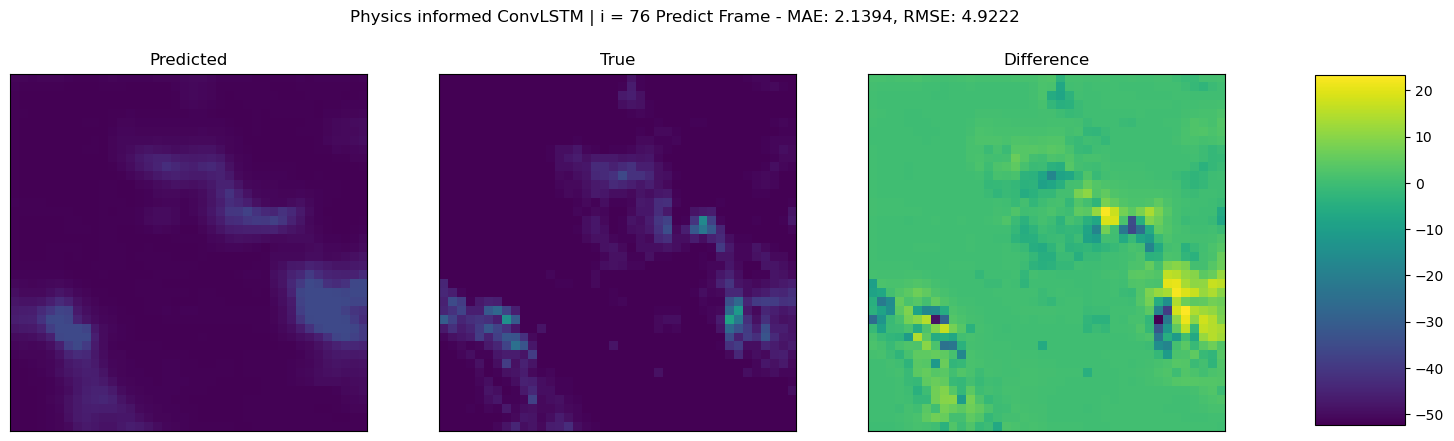 Physics informed ConvLSTM | i = 76 Predict Frame - MAE: 2.1394, RMSE: 4.9222
Predicted
True
Difference
20
10
0
−10
−20
−30
−40
−50